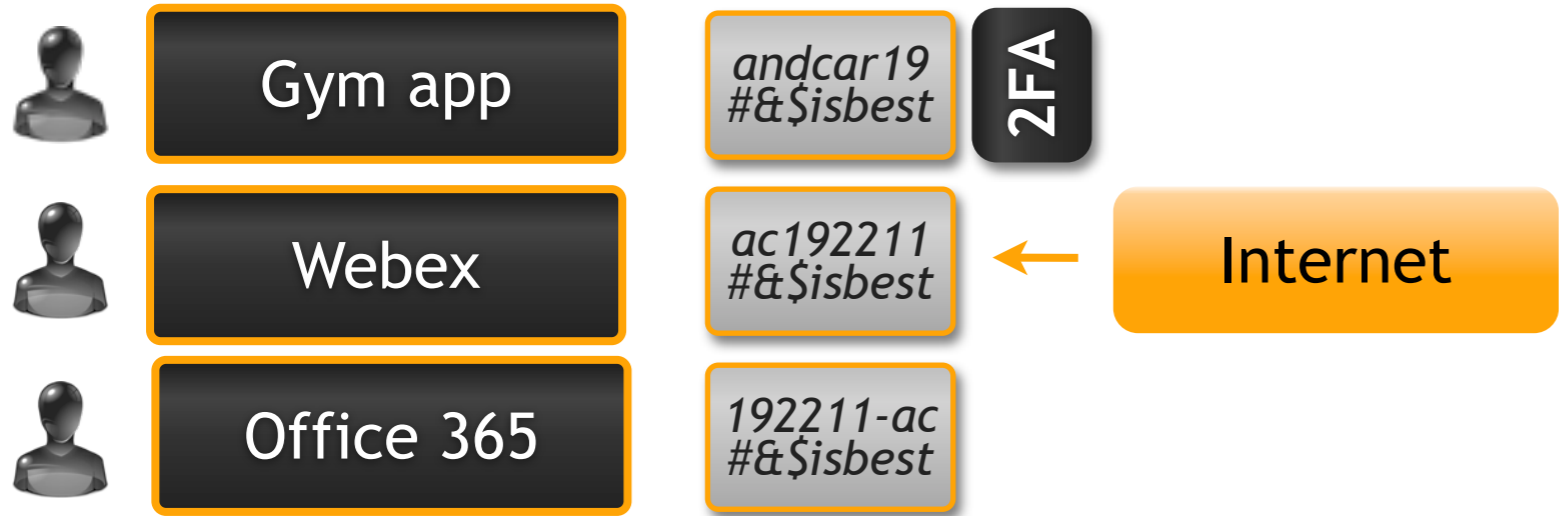 Gym app
andcar19
#&$isbest
2FA
Webex
ac192211
#&$isbest
Internet
Office 365
192211-ac
#&$isbest